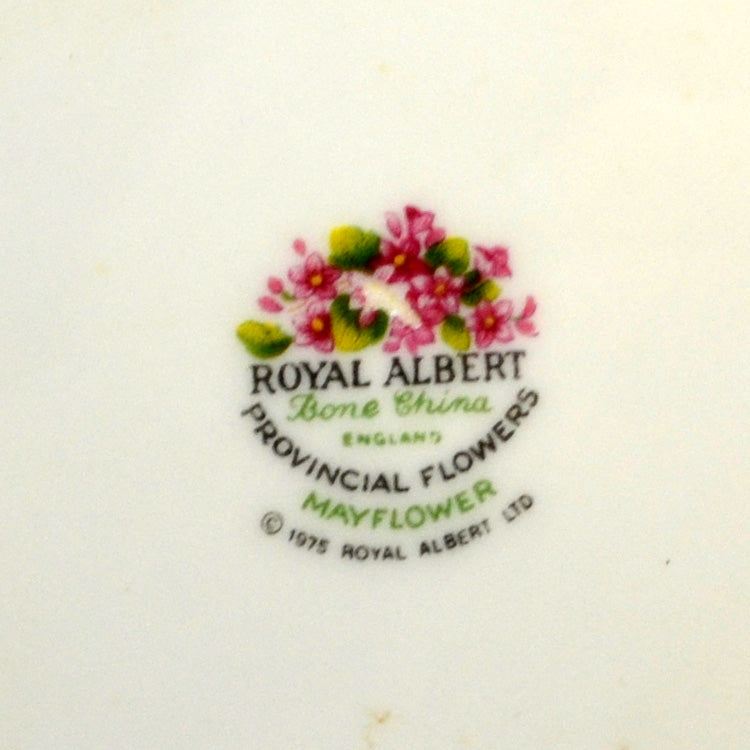 ROYAL ALBERT
Bone China
ENGLAND
PROVINCIAL FLOWERS
MAYFLOWER
© 1975 ROYAL ALBERT LTD